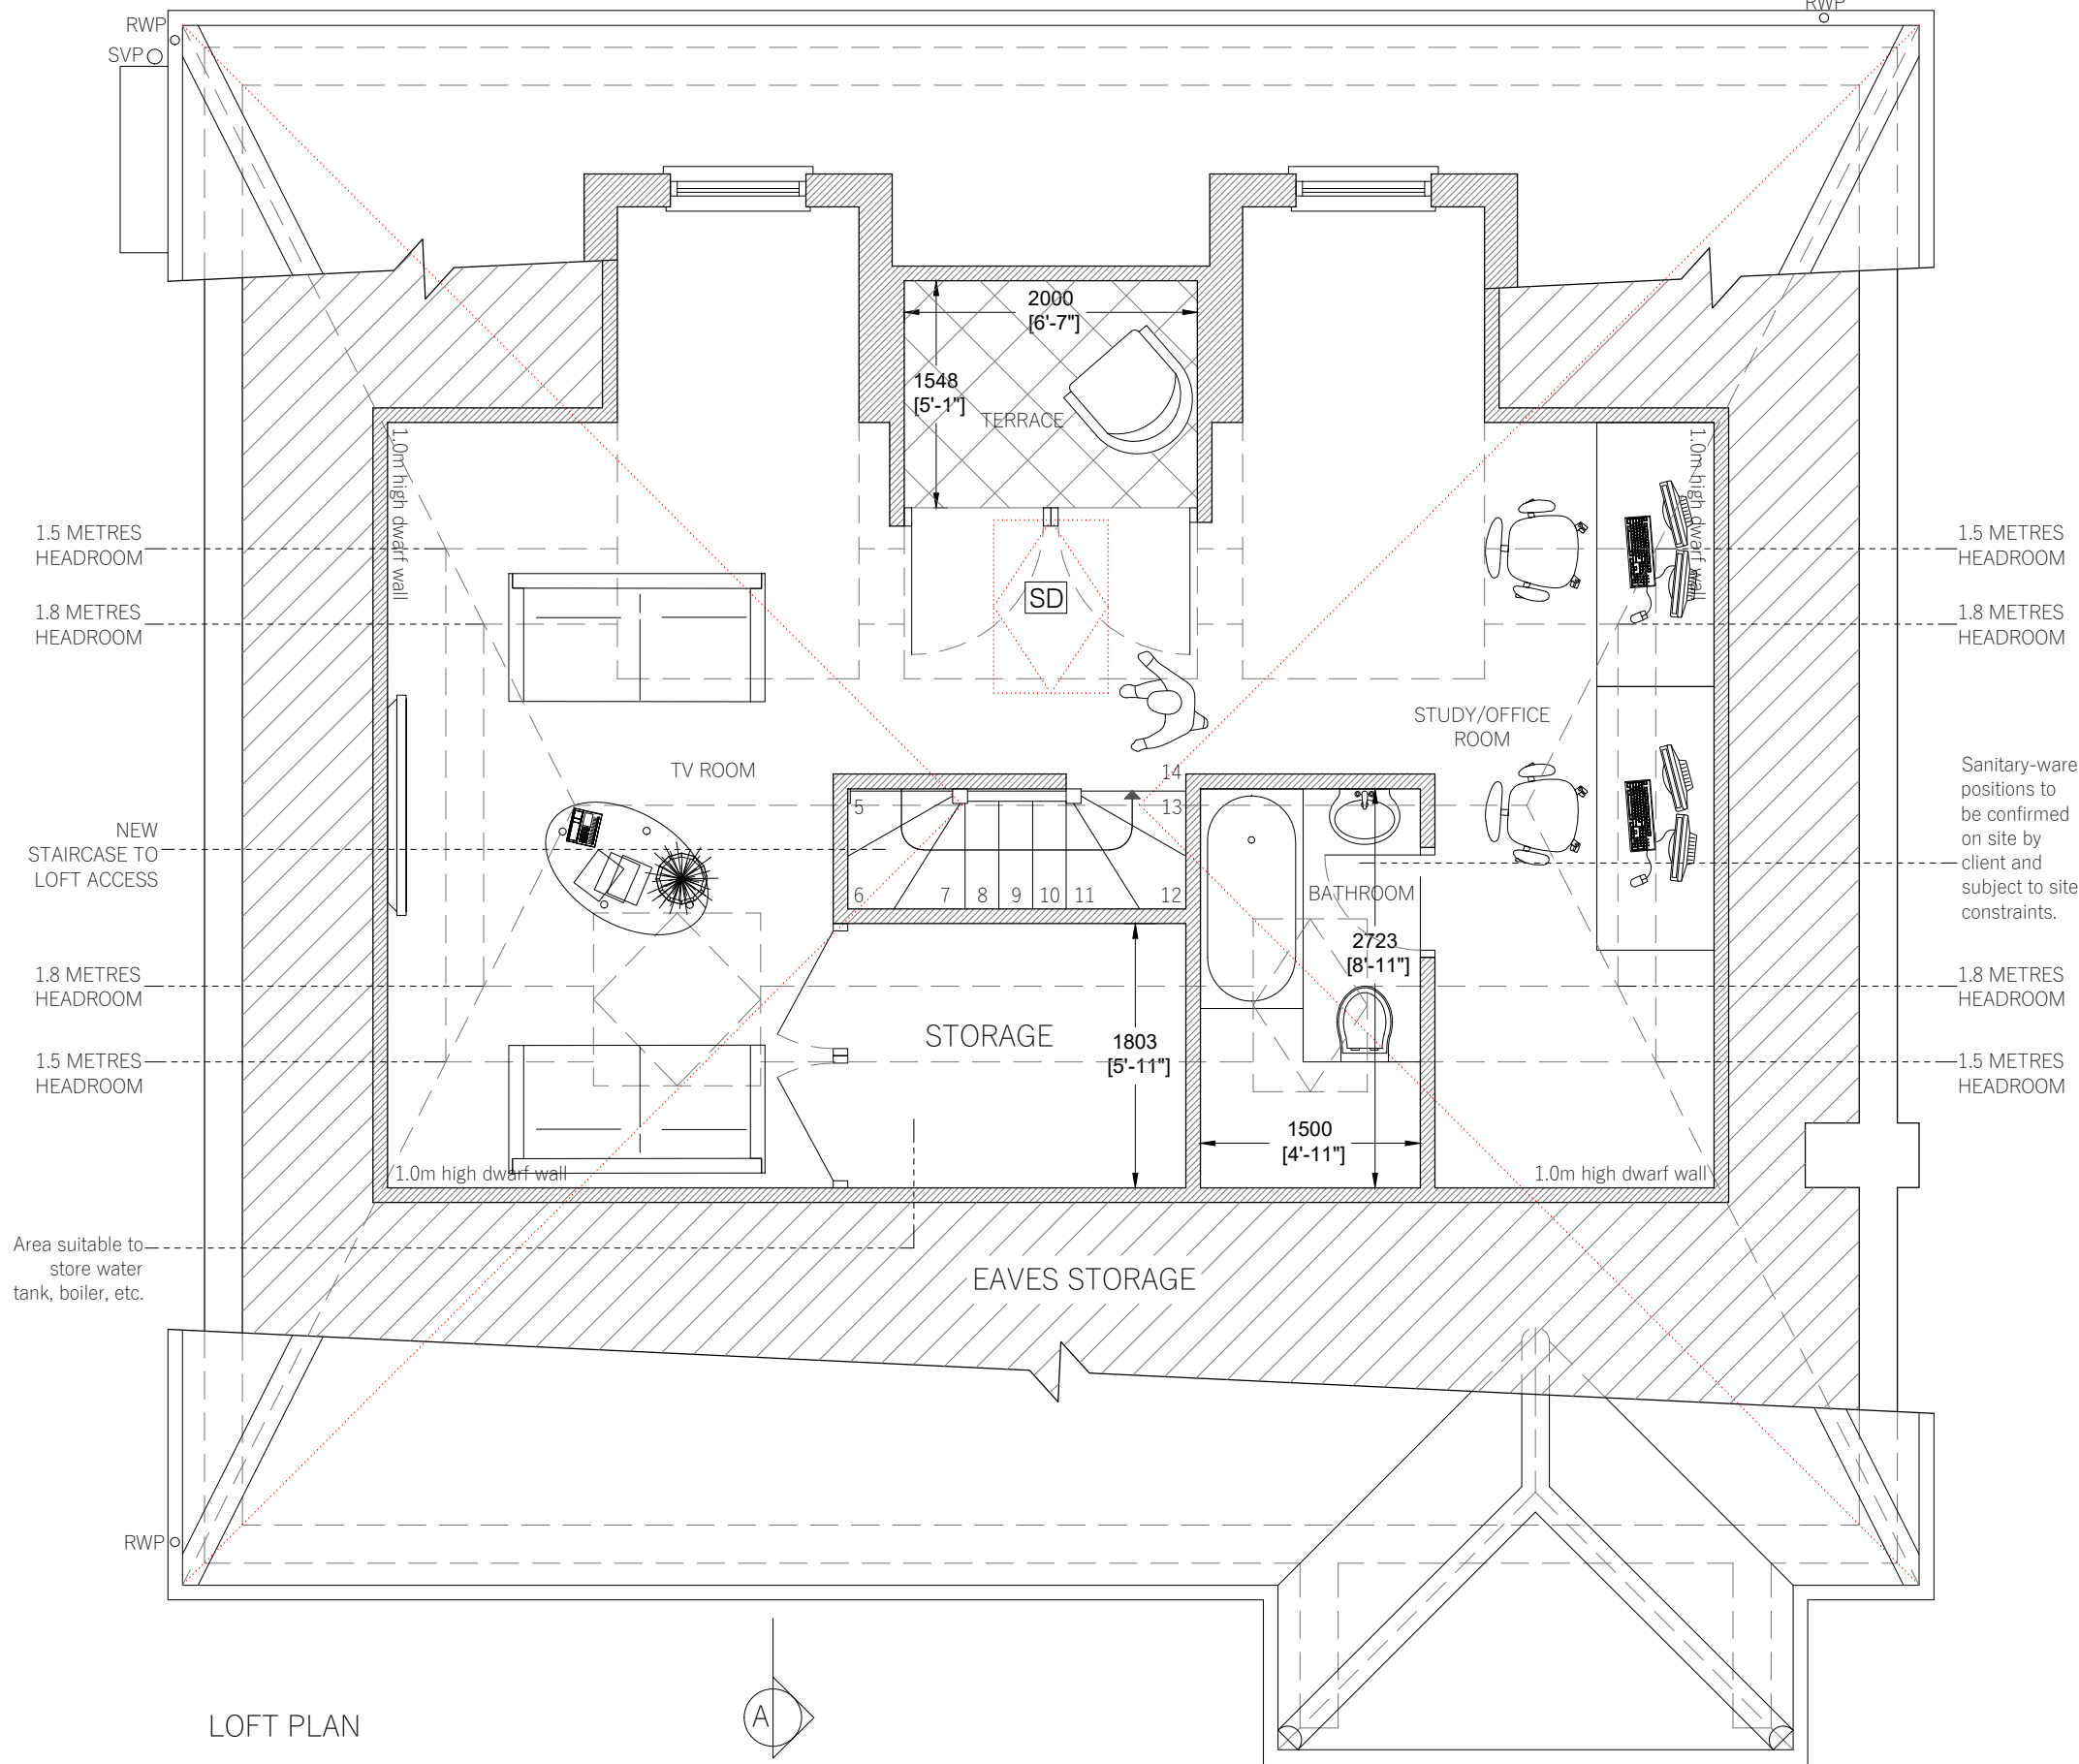 RWP
RWP
SVP
2000
[6'-7"]
1548
[5'-1"]
TERRACE
1.0m high dwarf wall
1.0m high dwarf wall
1.5 METRES
HEADROOM
1.5 METRES
HEADROOM
SD
1.8 METRES
HEADROOM
1.8 METRES
HEADROOM
STUDY/OFFICE
ROOM
TV ROOM
14
5
13
Sanitary-ware
positions to
be confirmed
on site by
client and
subject to site
constraints.
NEW
STAIRCASE TO
LOFT ACCESS
6
7
8
9
10
11
12
BATHROOM
2723
[8'-11"]
1.8 METRES
HEADROOM
1.8 METRES
HEADROOM
STORAGE
1803
[5'-11"]
1.5 METRES
HEADROOM
1.5 METRES
HEADROOM
1500
[4'-11"]
1.0m high dwarf wall
1.0m high dwarf wall
Area suitable to
store water
tank, boiler, etc.
EAVES STORAGE
RWP
A
LOFT PLAN